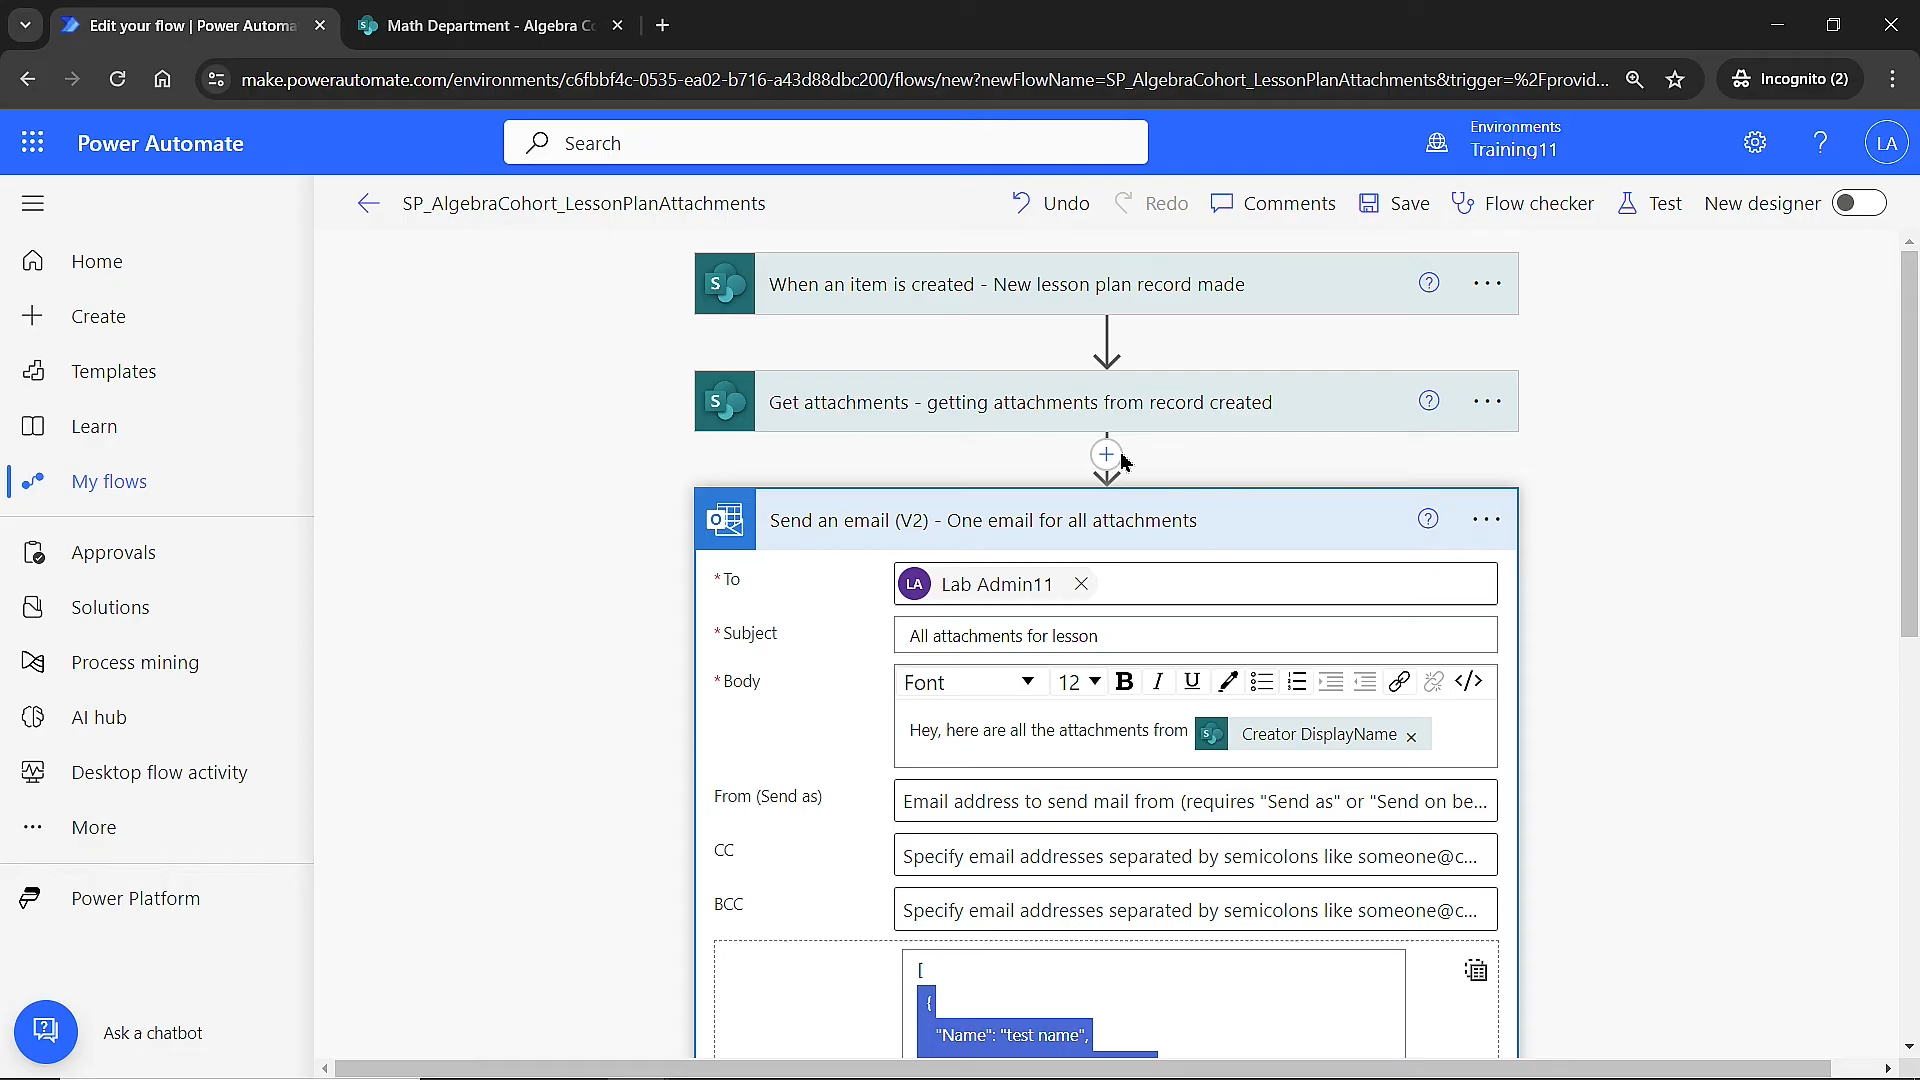 Edit your flow | Power Automa
Math Department - Algebra Co
make.powerautomate.com/environments/c6fbbf4c-0535-ea02-b716-a43d88dbc200/flows/new?newFlowName=SP_AlgebraCohort_LessonPlanAttachments&trigger=%2Fprovid...
Incognito (2)
Power Automate
Search
Environments
Training11
LA
SP_AlgebraCohort_LessonPlanAttachments
Undo
Redo
Comments
Save
Flow checker
Test
New designer
Home
Create
Templates
Learn
My flows
Approvals
Solutions
Process mining
AI hub
Desktop flow activity
More
Power Platform
Ask a chatbot
When an item is created - New lesson plan record made
Get attachments - getting attachments from record created
Send an email (V2) - One email for all attachments
* To
LA Lab Admin11
* Subject
All attachments for lesson
* Body
Font 12 B I U </>
Hey, here are all the attachments from Creator DisplayName
From (Send as)
Email address to send mail from (requires "Send as" or "Send on be...
CC
Specify email addresses separated by semicolons like someone@c...
BCC
Specify email addresses separated by semicolons like someone@c...
[
{
"Name": "test name",